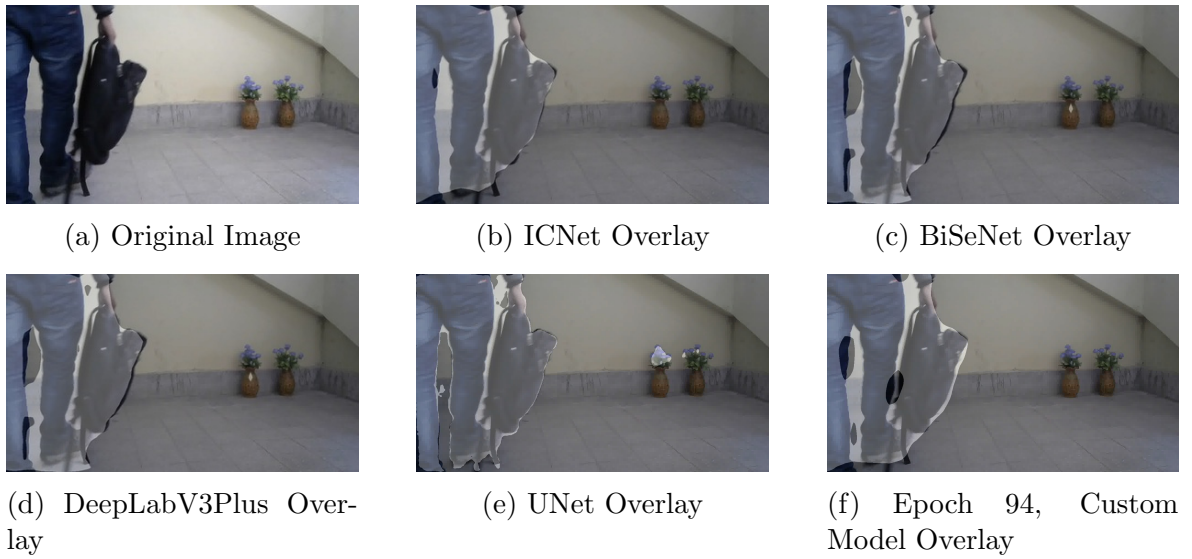 (a) Original Image
(b) ICNet Overlay
(c) BiSeNet Overlay
(d) DeepLabV3Plus Over-
lay
(e) UNet Overlay
(f) Epoch 94, Custom
Model Overlay